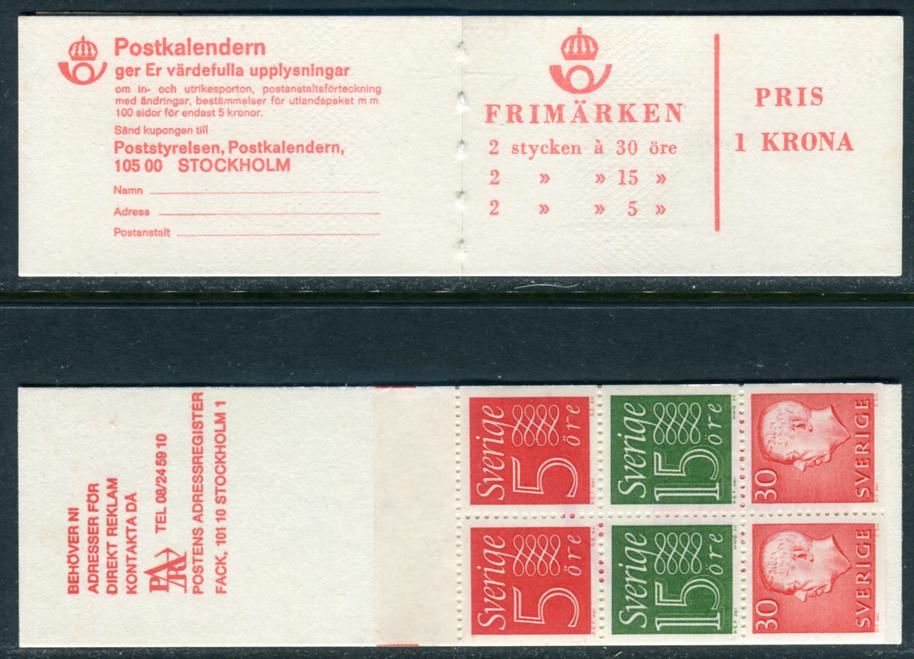 Postkalendern
ger Er värdefulla upplysningar
om in- och utrikesporton, postanstaltsförteckning
med ändringar, bestämmelser för utlandspaket m m
100 sidor för endast 5 kronor.
Sänd kupongen till
Poststyrelsen, Postkalendern,
105 00 STOCKHOLM
Namn
Adress
Postanstalt
FRIMÄRKEN
2 stycken à 30 öre
2 » » 15 »
2 » » 5 »
PRIS
1 KRONA
BEHÖVER NI
ADRESSER FÖR
DIREKT REKLAM
KONTAKTA DÅ
PAR TEL 08/24 59 10
POSTENS ADRESSREGISTER
FACK, 101 10 STOCKHOLM 1
Sverige
5 öre
Sverige
15 öre
30 SVERIGE
Sverige
5 öre
Sverige
15 öre
30 SVERIGE